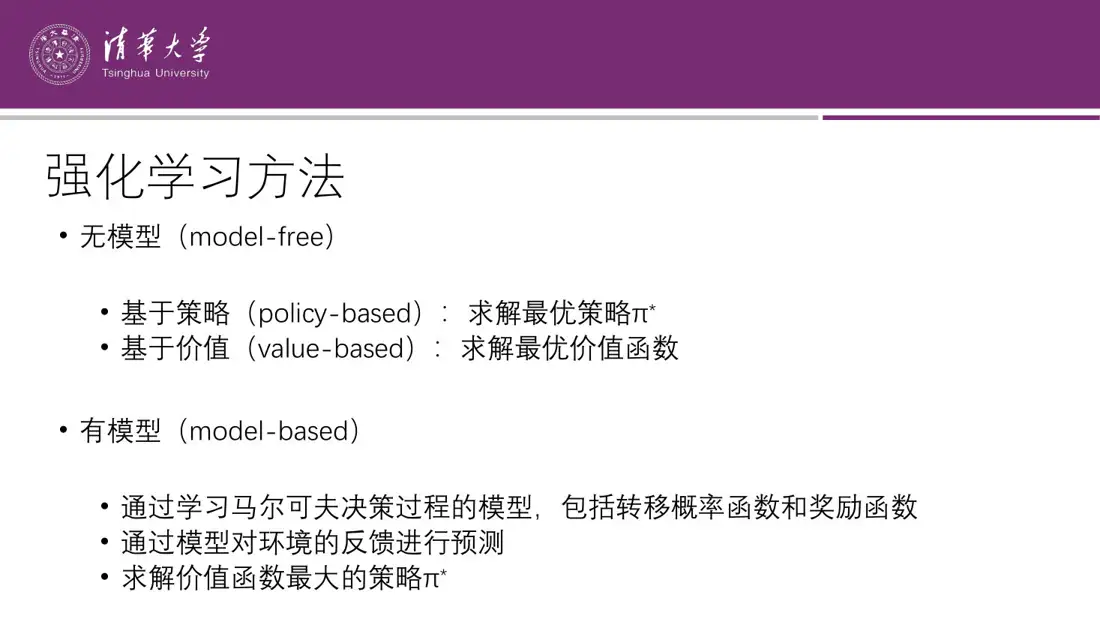 清华大学
Tsinghua University
强化学习方法
• 无模型（model-free）
• 基于策略（policy-based）： 求解最优策略π*
• 基于价值（value-based）： 求解最优价值函数
• 有模型（model-based）
• 通过学习马尔可夫决策过程的模型，包括转移概率函数和奖励函数
• 通过模型对环境的反馈进行预测
• 求解价值函数最大的策略π*